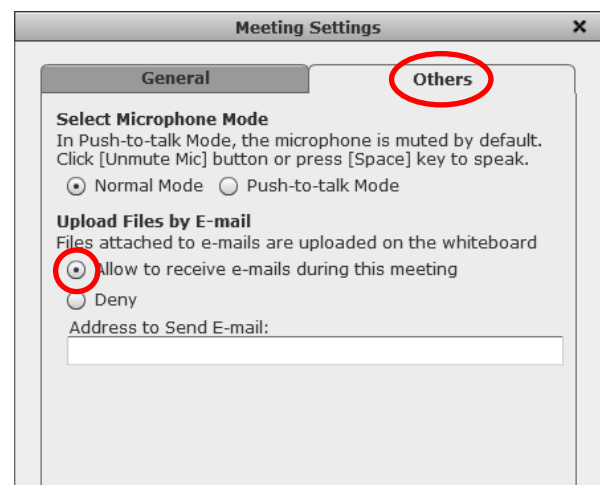 Meeting Settings
General
Others
Select Microphone Mode
In Push-to-talk Mode, the microphone is muted by default.
Click [Unmute Mic] button or press [Space] key to speak.
Normal Mode Push-to-talk Mode
Upload Files by E-mail
Files attached to e-mails are uploaded on the whiteboard
Allow to receive e-mails during this meeting
Deny
Address to Send E-mail: